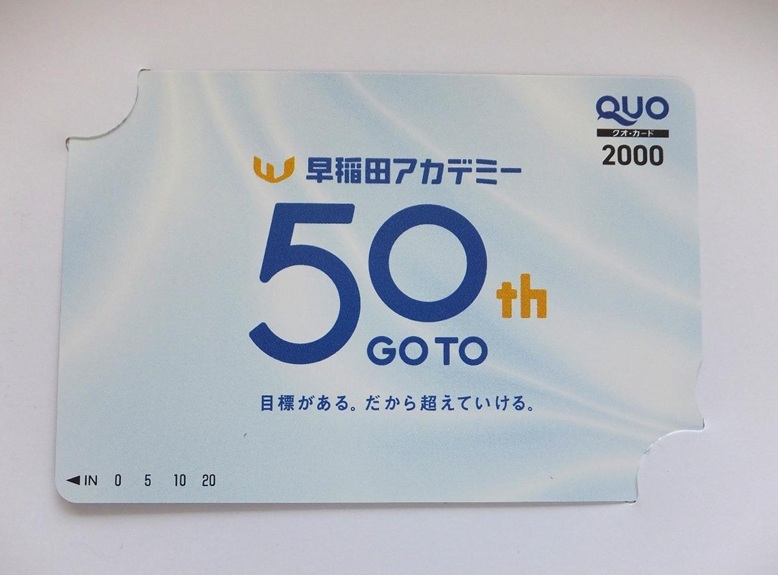 QUO
クオ・カード
2000
早稲田アカデミー
50th
GO TO
目標がある。だから超えていける。
◀IN 0 5 10 20